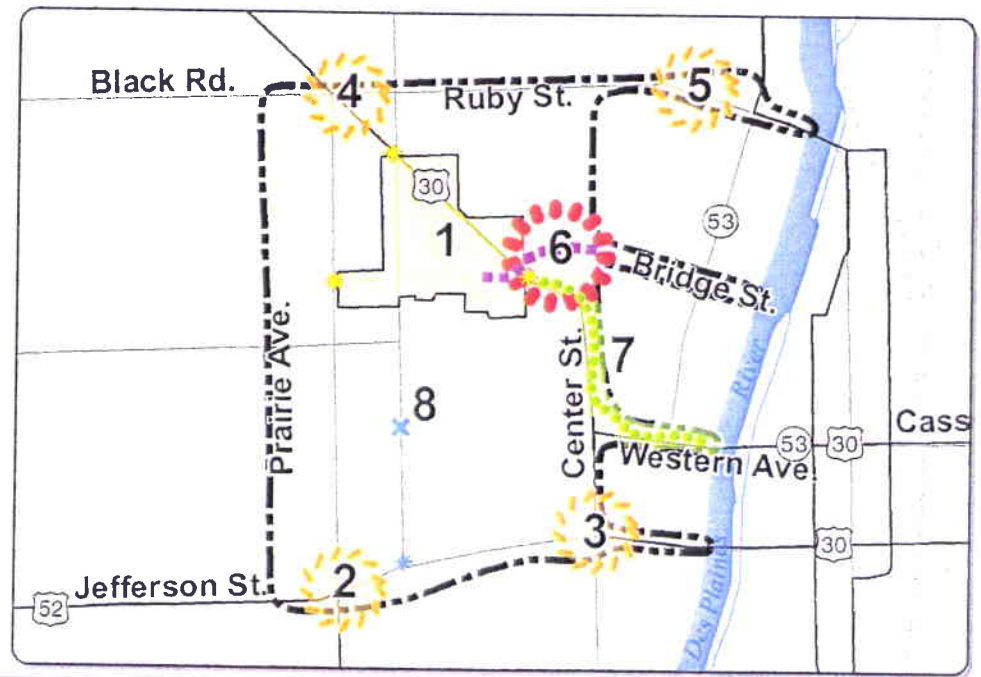 Black Rd.
4
Ruby St.
5
30
1
6
53
Bridge St.
Prairie Ave.
Center St.
7
8
River
Cass
53
30
Western Ave.
3
30
2
Jefferson St.
52
Des Plaines